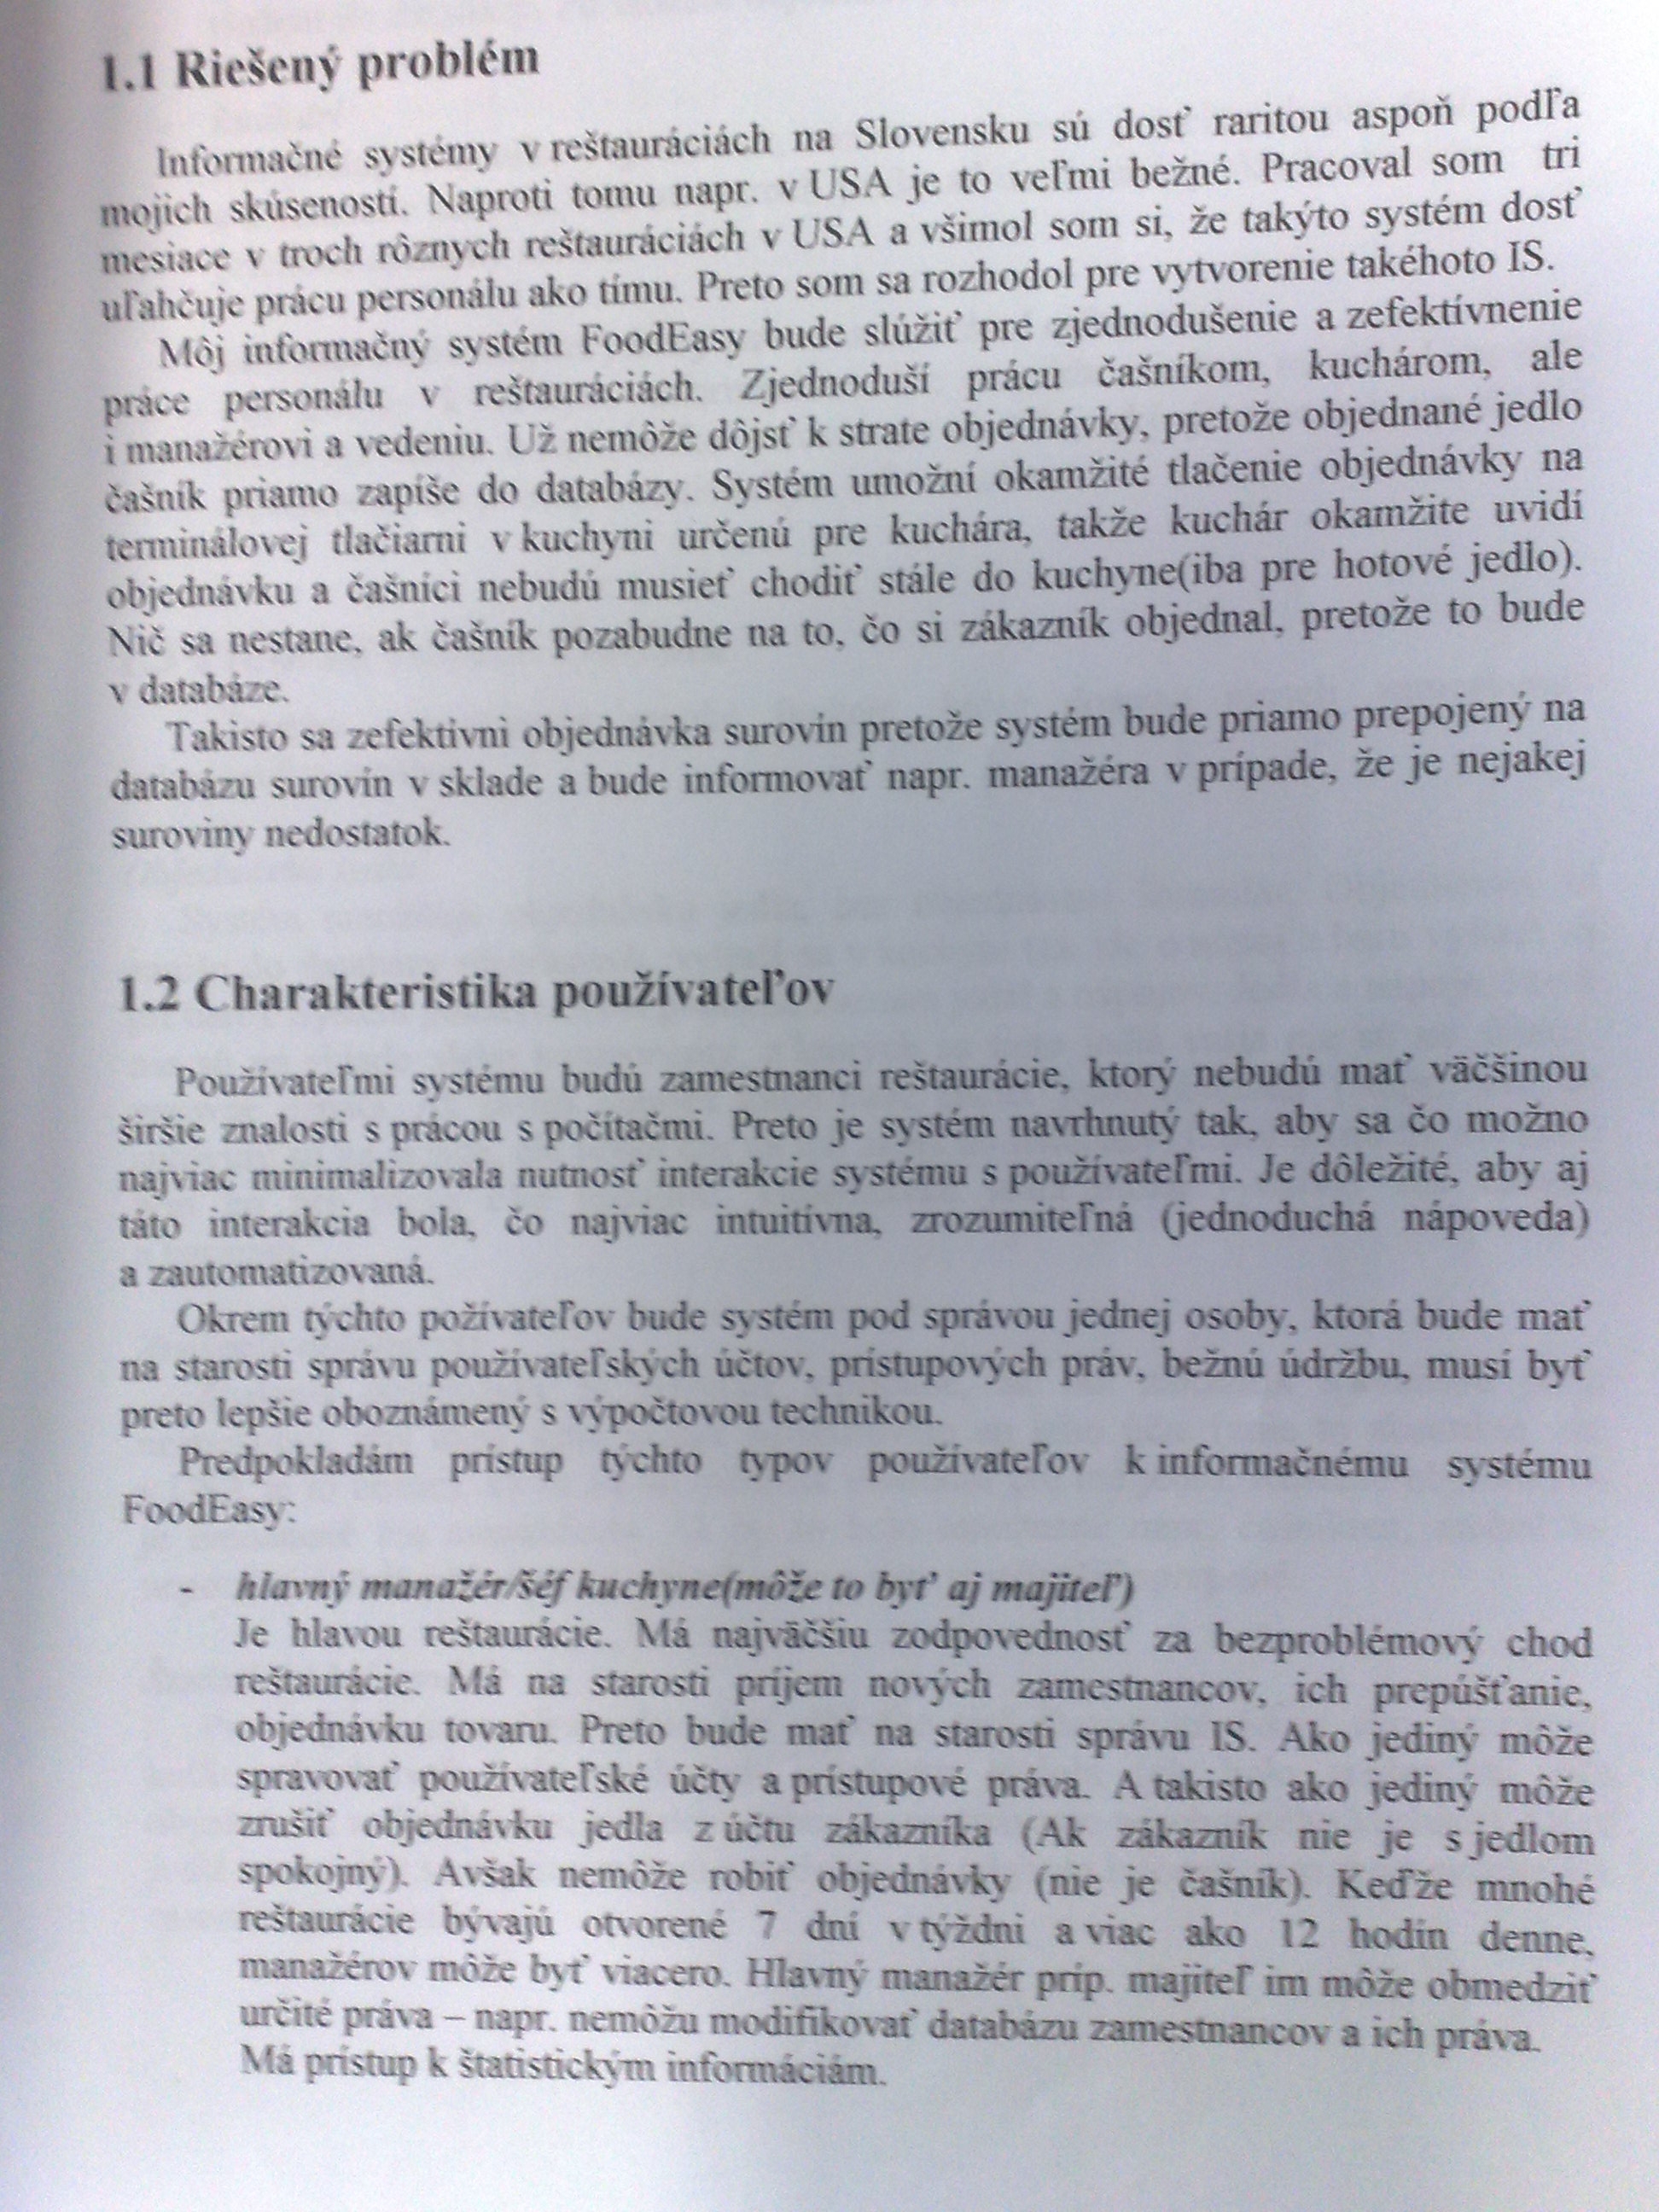 1.1 Riešený problém
Informačné systémy v reštauráciách na Slovensku sú dosť raritou aspoň podľa
mojich skúseností. Naproti tomu napr. v USA je to veľmi bežné. Pracoval som tri
mesiace v troch rôznych reštauráciách v USA a všimol som si, že takýto systém dosť
uľahčuje prácu personálu ako tímu. Preto som sa rozhodol pre vytvorenie takéhoto IS.
Môj informačný systém FoodEasy bude slúžiť pre zjednodušenie a zefektívnenie
práce personálu v reštauráciách. Zjednoduší prácu čašníkom, kuchárom, ale
i manažérovi a vedeniu. Už nemôže dôjsť k strate objednávky, pretože objednané jedlo
čašník priamo zapíše do databázy. Systém umožní okamžité tlačenie objednávky na
terminálovej tlačiarni v kuchyni určenú pre kuchára, takže kuchár okamžite uvidí
objednávku a čašníci nebudú musieť chodiť stále do kuchyne(iba pre hotové jedlo).
Nič sa nestane, ak čašník pozabudne na to, čo si zákazník objednal, pretože to bude
v databáze.
Takisto sa zefektívni objednávka surovín pretože systém bude priamo prepojený na
databázu surovín v sklade a bude informovať napr. manažéra v prípade, že je nejakej
suroviny nedostatok.
1.2 Charakteristika používateľov
Používateľmi systému budú zamestnanci reštaurácie, ktorý nebudú mať väčšinou
širšie znalosti s prácou s počítačmi. Preto je systém navrhnutý tak, aby sa čo možno
najviac minimalizovala nutnosť interakcie systému s používateľmi. Je dôležité, aby aj
táto interakcia bola, čo najviac intuitívna, zrozumiteľná (jednoduchá nápoveda)
a zautomatizovaná.
Okrem týchto požívateľov bude systém pod správou jednej osoby, ktorá bude mať
na starosti správu používateľských účtov, prístupových práv, bežnú údržbu, musí byť
preto lepšie oboznámený s výpočtovou technikou.
Predpokladám prístup týchto typov používateľov k informačnému systému
FoodEasy:
- hlavný manažér/šéf kuchyne(môže to byť aj majiteľ)
Je hlavou reštaurácie. Má najväčšiu zodpovednosť za bezproblémový chod
reštaurácie. Má na starosti príjem nových zamestnancov, ich prepúšťanie,
objednávku tovaru. Preto bude mať na starosti správu IS. Ako jediný môže
spravovať používateľské účty a prístupové práva. A takisto ako jediný môže
zrušiť objednávku jedla z účtu zákazníka (Ak zákazník nie je s jedlom
spokojný). Avšak nemôže robiť objednávky (nie je čašník). Keďže mnohé
reštaurácie bývajú otvorené 7 dní v týždni a viac ako 12 hodín denne,
manažérov môže byť viacero. Hlavný manažér príp. majiteľ im môže obmedziť
určité práva – napr. nemôžu modifikovať databázu zamestnancov a ich práva.
Má prístup k štatistickým informáciám.